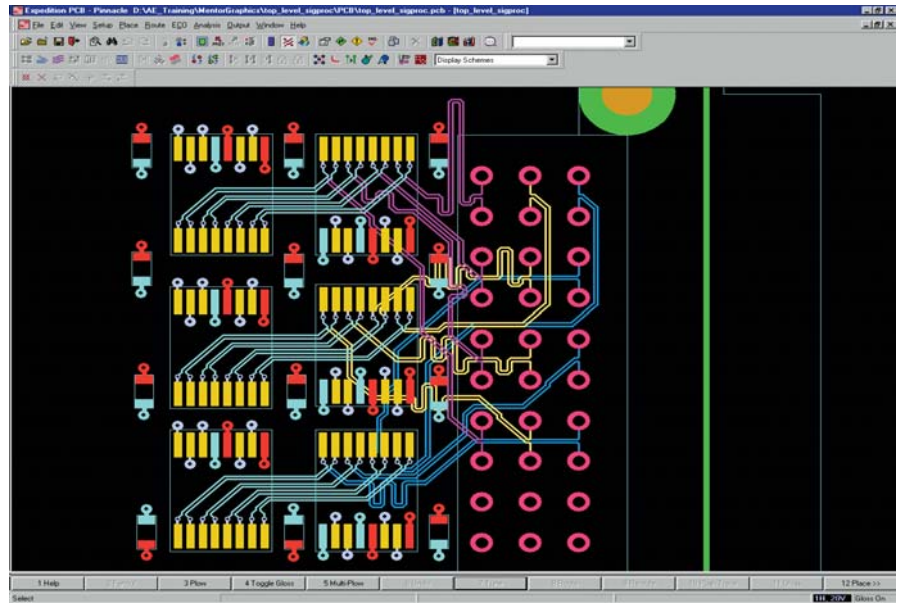 Expedition PCB - Pinnacle D:\AE_Training\MentorGraphics\top_level_sigproc\PCB\top_level_sigproc.pcb - [top_level_sigproc]
File Edit View Setup Place Route ECO Analysis Output Window Help
Display Schemes
1 Help
3 Plow
4 Toggle Gloss
5 Multi-Plow
12 Place >>
Select
1H, 20V Gloss On